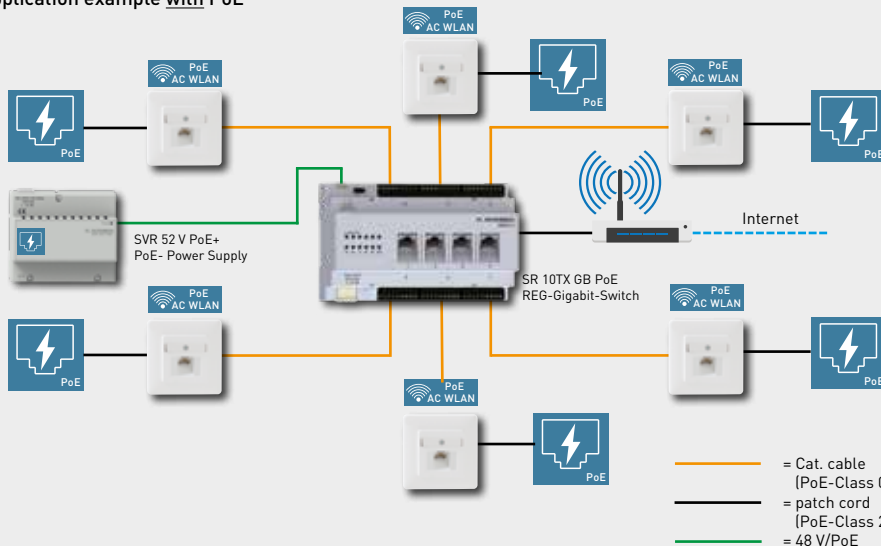 pplication example with PoE
PoE
AC WLAN
PoE
PoE
AC WLAN
PoE
PoE
AC WLAN
PoE
PoE
SVR 52 V PoE+
PoE- Power Supply
Internet
SR 10TX GB PoE
REG-Gigabit-Switch
PoE
AC WLAN
PoE
AC WLAN
PoE
PoE
PoE
AC WLAN
PoE
= Cat. cable
(PoE-Class 0
= patch cord
(PoE-Class 2
= 48 V/PoE